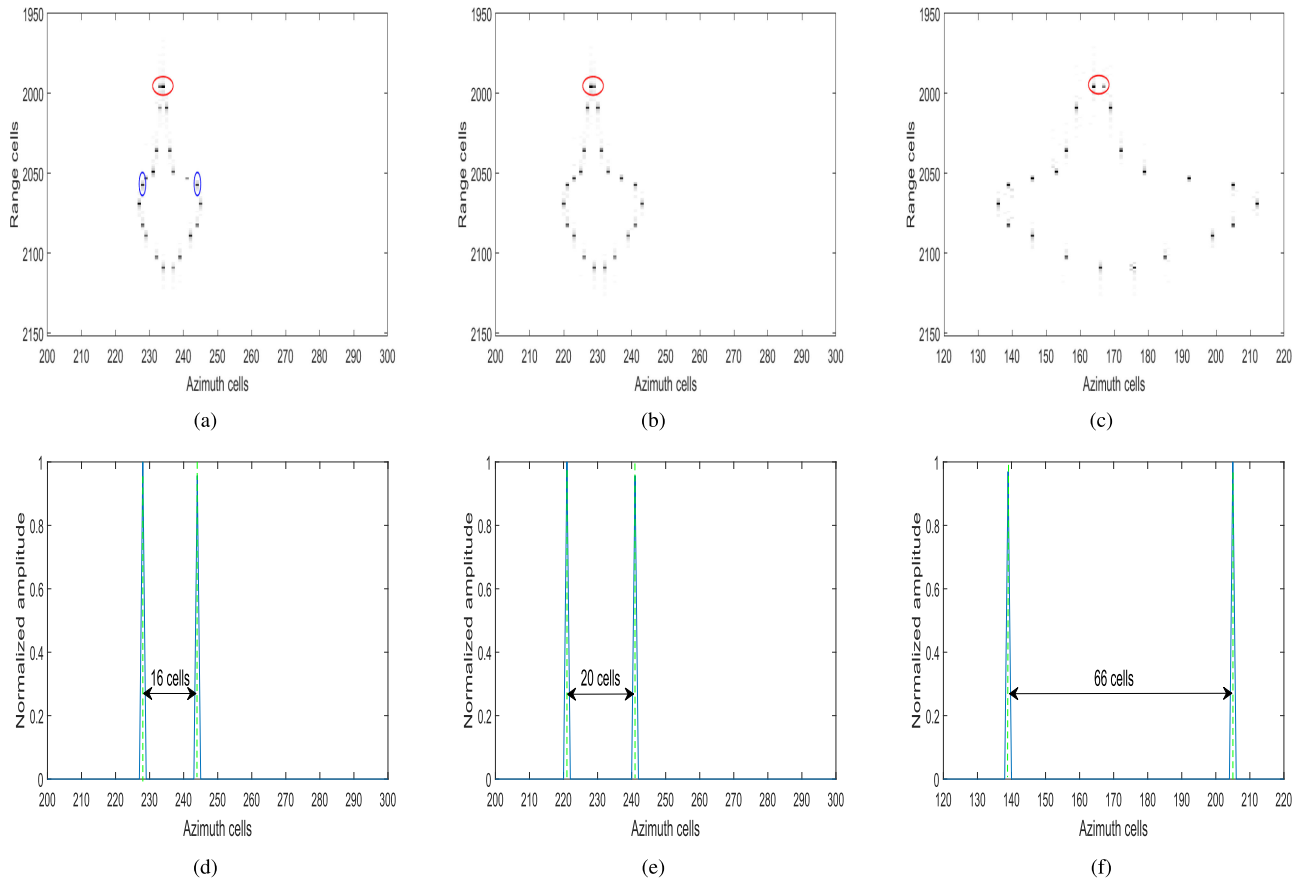 1950
2000
2050
2100
2150
Range cells
200 210 220 230 240 250 260 270 280 290 300
Azimuth cells
(a)
1950
2000
2050
2100
2150
Range cells
200 210 220 230 240 250 260 270 280 290 300
Azimuth cells
(b)
1950
2000
2050
2100
2150
Range cells
120 130 140 150 160 170 180 190 200 210 220
Azimuth cells
(c)
1
0.8
0.6
0.4
0.2
0
Normalized amplitude
16 cells
200 210 220 230 240 250 260 270 280 290 300
Azimuth cells
(d)
1
0.8
0.6
0.4
0.2
0
Normalized amplitude
20 cells
200 210 220 230 240 250 260 270 280 290 300
Azimuth cells
(e)
1
0.8
0.6
0.4
0.2
0
Normalized amplitude
66 cells
120 130 140 150 160 170 180 190 200 210 220
Azimuth cells
(f)